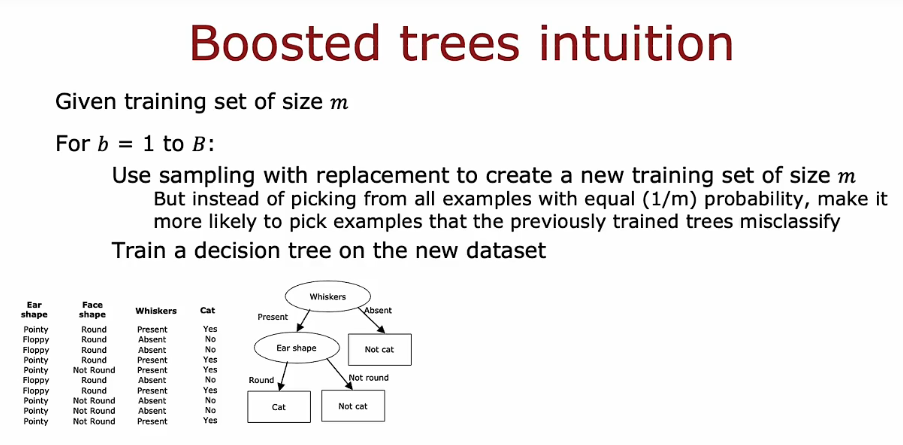 Boosted trees intuition
Given training set of size m
For b = 1 to B:
Use sampling with replacement to create a new training set of size m
But instead of picking from all examples with equal (1/m) probability, make it
more likely to pick examples that the previously trained trees misclassify
Train a decision tree on the new dataset
Ear shape Face shape Whiskers Cat
Pointy Round Present Yes
Floppy Round Absent No
Floppy Round Absent No
Pointy Round Present Yes
Pointy Not Round Present Yes
Floppy Round Absent No
Floppy Round Present Yes
Pointy Not Round Absent No
Pointy Not Round Absent No
Pointy Not Round Present Yes
Whiskers
Present
Absent
Ear shape
Not cat
Round
Not round
Cat
Not cat